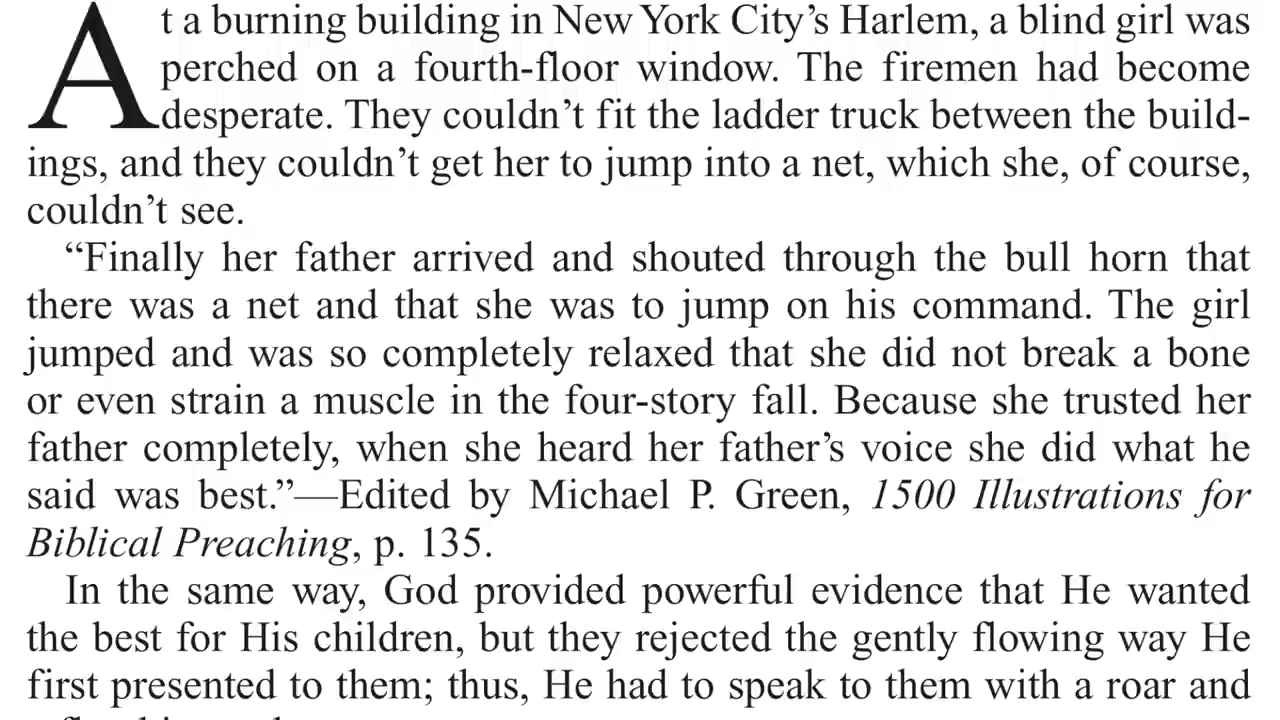 At a burning building in New York City’s Harlem, a blind girl was
perched on a fourth-floor window. The firemen had become
desperate. They couldn’t fit the ladder truck between the build-
ings, and they couldn’t get her to jump into a net, which she, of course,
couldn’t see.
“Finally her father arrived and shouted through the bull horn that
there was a net and that she was to jump on his command. The girl
jumped and was so completely relaxed that she did not break a bone
or even strain a muscle in the four-story fall. Because she trusted her
father completely, when she heard her father’s voice she did what he
said was best.”—Edited by Michael P. Green, 1500 Illustrations for
Biblical Preaching, p. 135.
In the same way, God provided powerful evidence that He wanted
the best for His children, but they rejected the gently flowing way He
first presented to them; thus, He had to speak to them with a roar and